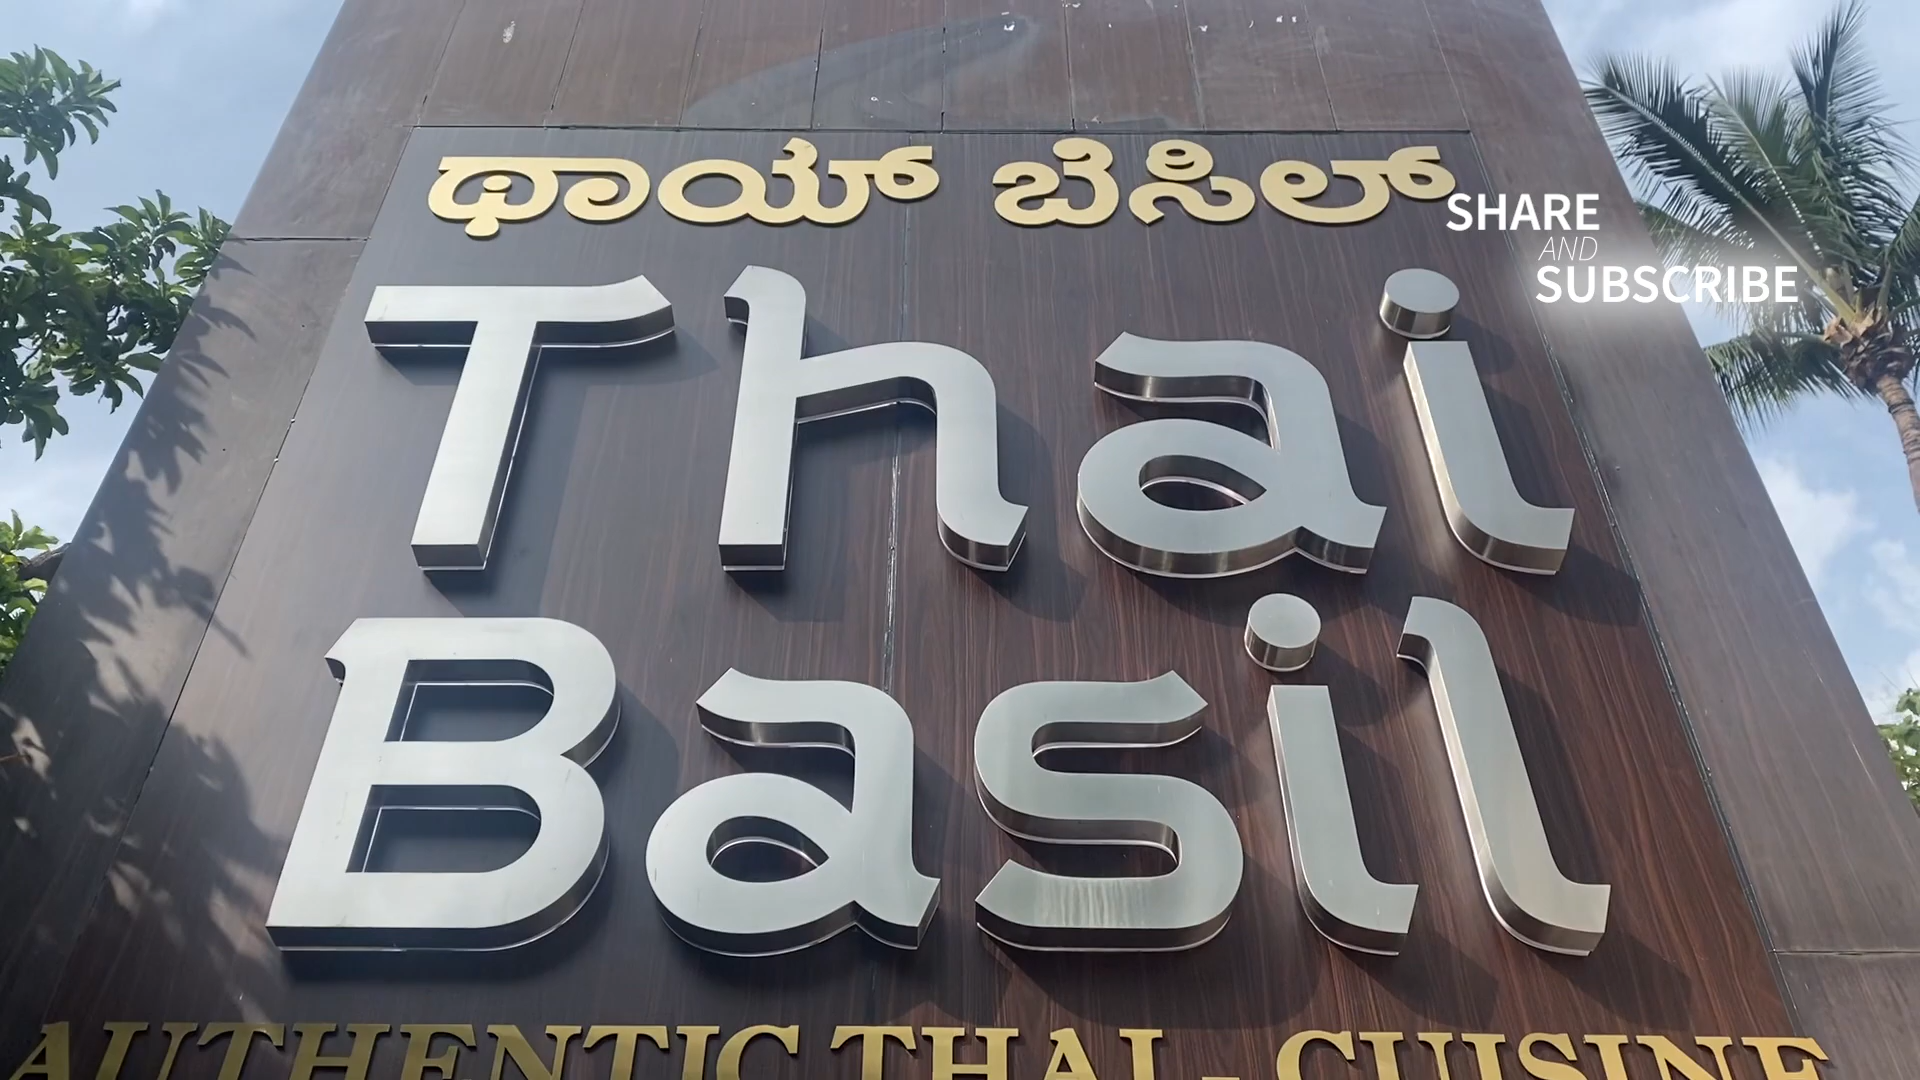 ಥಾಯ್ ಬೆಸಿಲ್
SHARE
AND
SUBSCRIBE
Thai
Basil
AUTHENTIC THAI - CUISINE